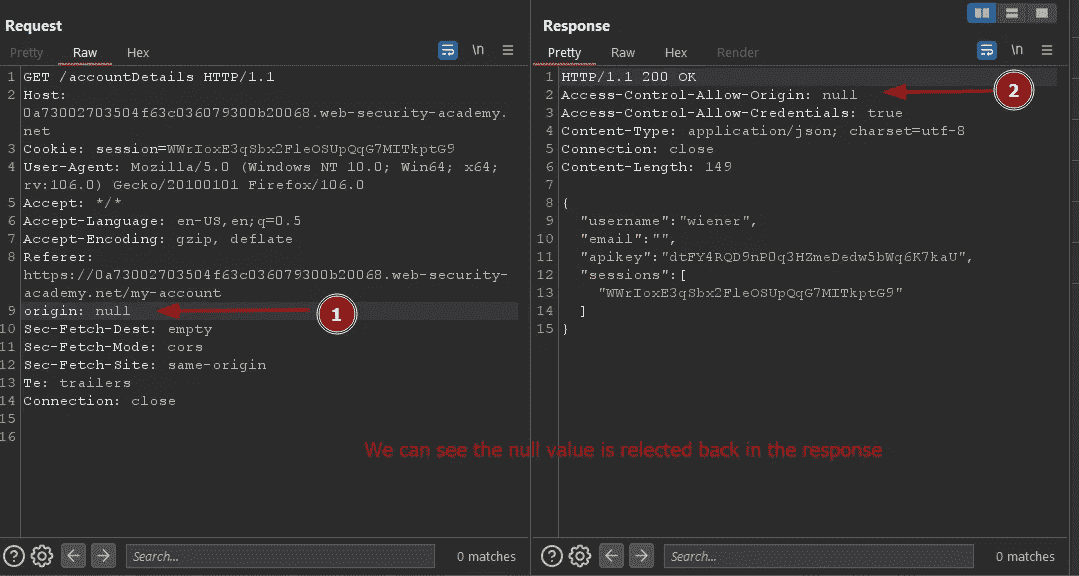 Request
Pretty Raw Hex \n
1 GET /accountDetails HTTP/1.1
2 Host:
0a73002703504f63c036079300b20068.web-security-academy.
net
3 Cookie: session=WWrIoxE3qSbx2FleOSUpQqG7MITkptG9
4 User-Agent: Mozilla/5.0 (Windows NT 10.0; Win64; x64;
rv:106.0) Gecko/20100101 Firefox/106.0
5 Accept: */*
6 Accept-Language: en-US,en;q=0.5
7 Accept-Encoding: gzip, deflate
8 Referer:
https://0a73002703504f63c036079300b20068.web-security-
academy.net/my-account
9 origin: null
1
10 Sec-Fetch-Dest: empty
11 Sec-Fetch-Mode: cors
12 Sec-Fetch-Site: same-origin
13 Te: trailers
14 Connection: close
15
16
Search...
0 matches
Response
Pretty Raw Hex Render \n
1 HTTP/1.1 200 OK
2 Access-Control-Allow-Origin: null
2
3 Access-Control-Allow-Credentials: true
4 Content-Type: application/json; charset=utf-8
5 Connection: close
6 Content-Length: 149
7
8 {
9 "username":"wiener",
10 "email":"",
11 "apikey":"dtFY4RQD9nP0q3HZmeDedw5bWq6K7kaU",
12 "sessions":[
13 "WWrIoxE3qSbx2FleOSUpQqG7MITkptG9"
14 ]
15 }
We can see the null value is relected back in the response
Search...
0 matches